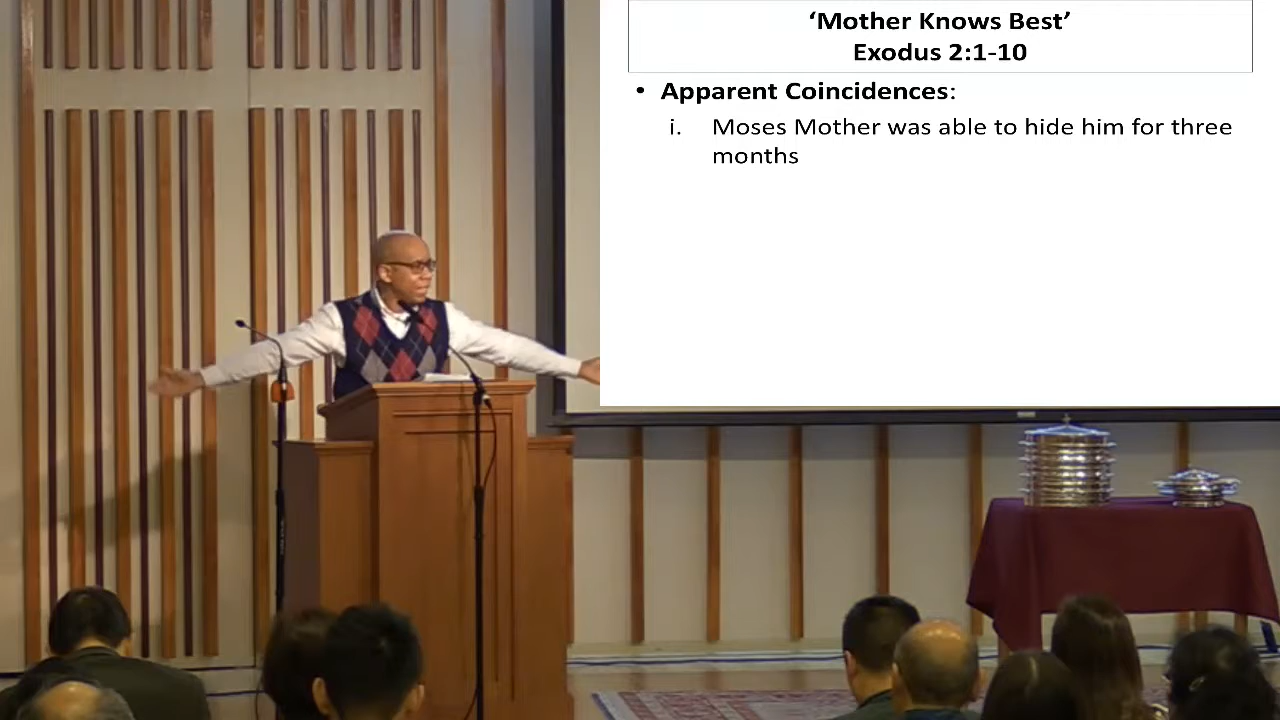 ‘Mother Knows Best’
Exodus 2:1-10
• Apparent Coincidences:
i. Moses Mother was able to hide him for three
months